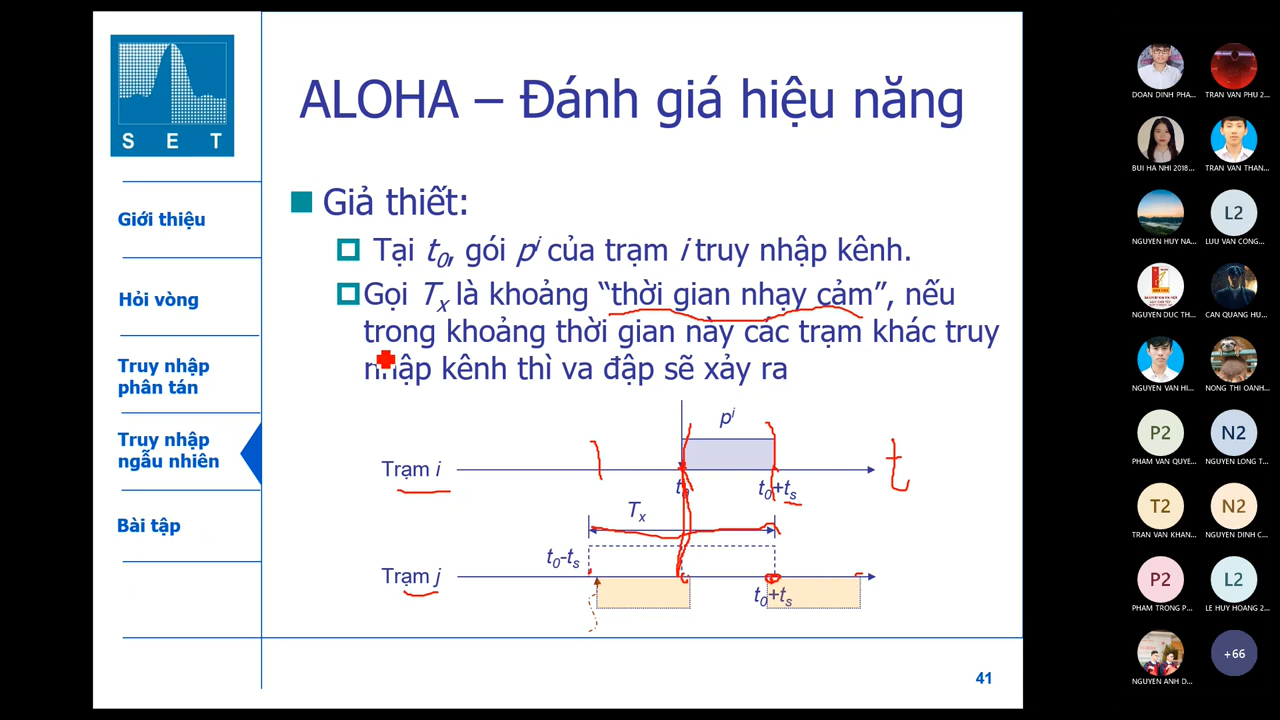 SET
ALOHA – Đánh giá hiệu năng
Giới thiệu
Hỏi vòng
Truy nhập
phân tán
Truy nhập
ngẫu nhiên
Bài tập
Giả thiết:
Tại t0, gói pi của trạm i truy nhập kênh.
Gọi Tx là khoảng “thời gian nhạy cảm”, nếu
trong khoảng thời gian này các trạm khác truy
nhập kênh thì va đập sẽ xảy ra
pi
Trạm i
t
t0
t0+ts
Tx
t0-ts
Trạm j
t0+ts
41
DOAN DINH PHA...
TRAN VAN PHU 2...
BUI HA NHI 2018...
TRAN VAN THAN...
L2
NGUYEN HUY NA...
LUU VAN CONG...
NGUYEN DUC TH...
CAN QUANG HU...
NGUYEN VAN HI...
NONG THI OANH...
P2
N2
PHAM VAN QUYE...
NGUYEN LONG T...
T2
N2
TRAN VAN KHAN...
NGUYEN DINH C...
P2
L2
PHAM TRONG P...
LE HUY HOANG 2...
+66
NGUYEN ANH D...